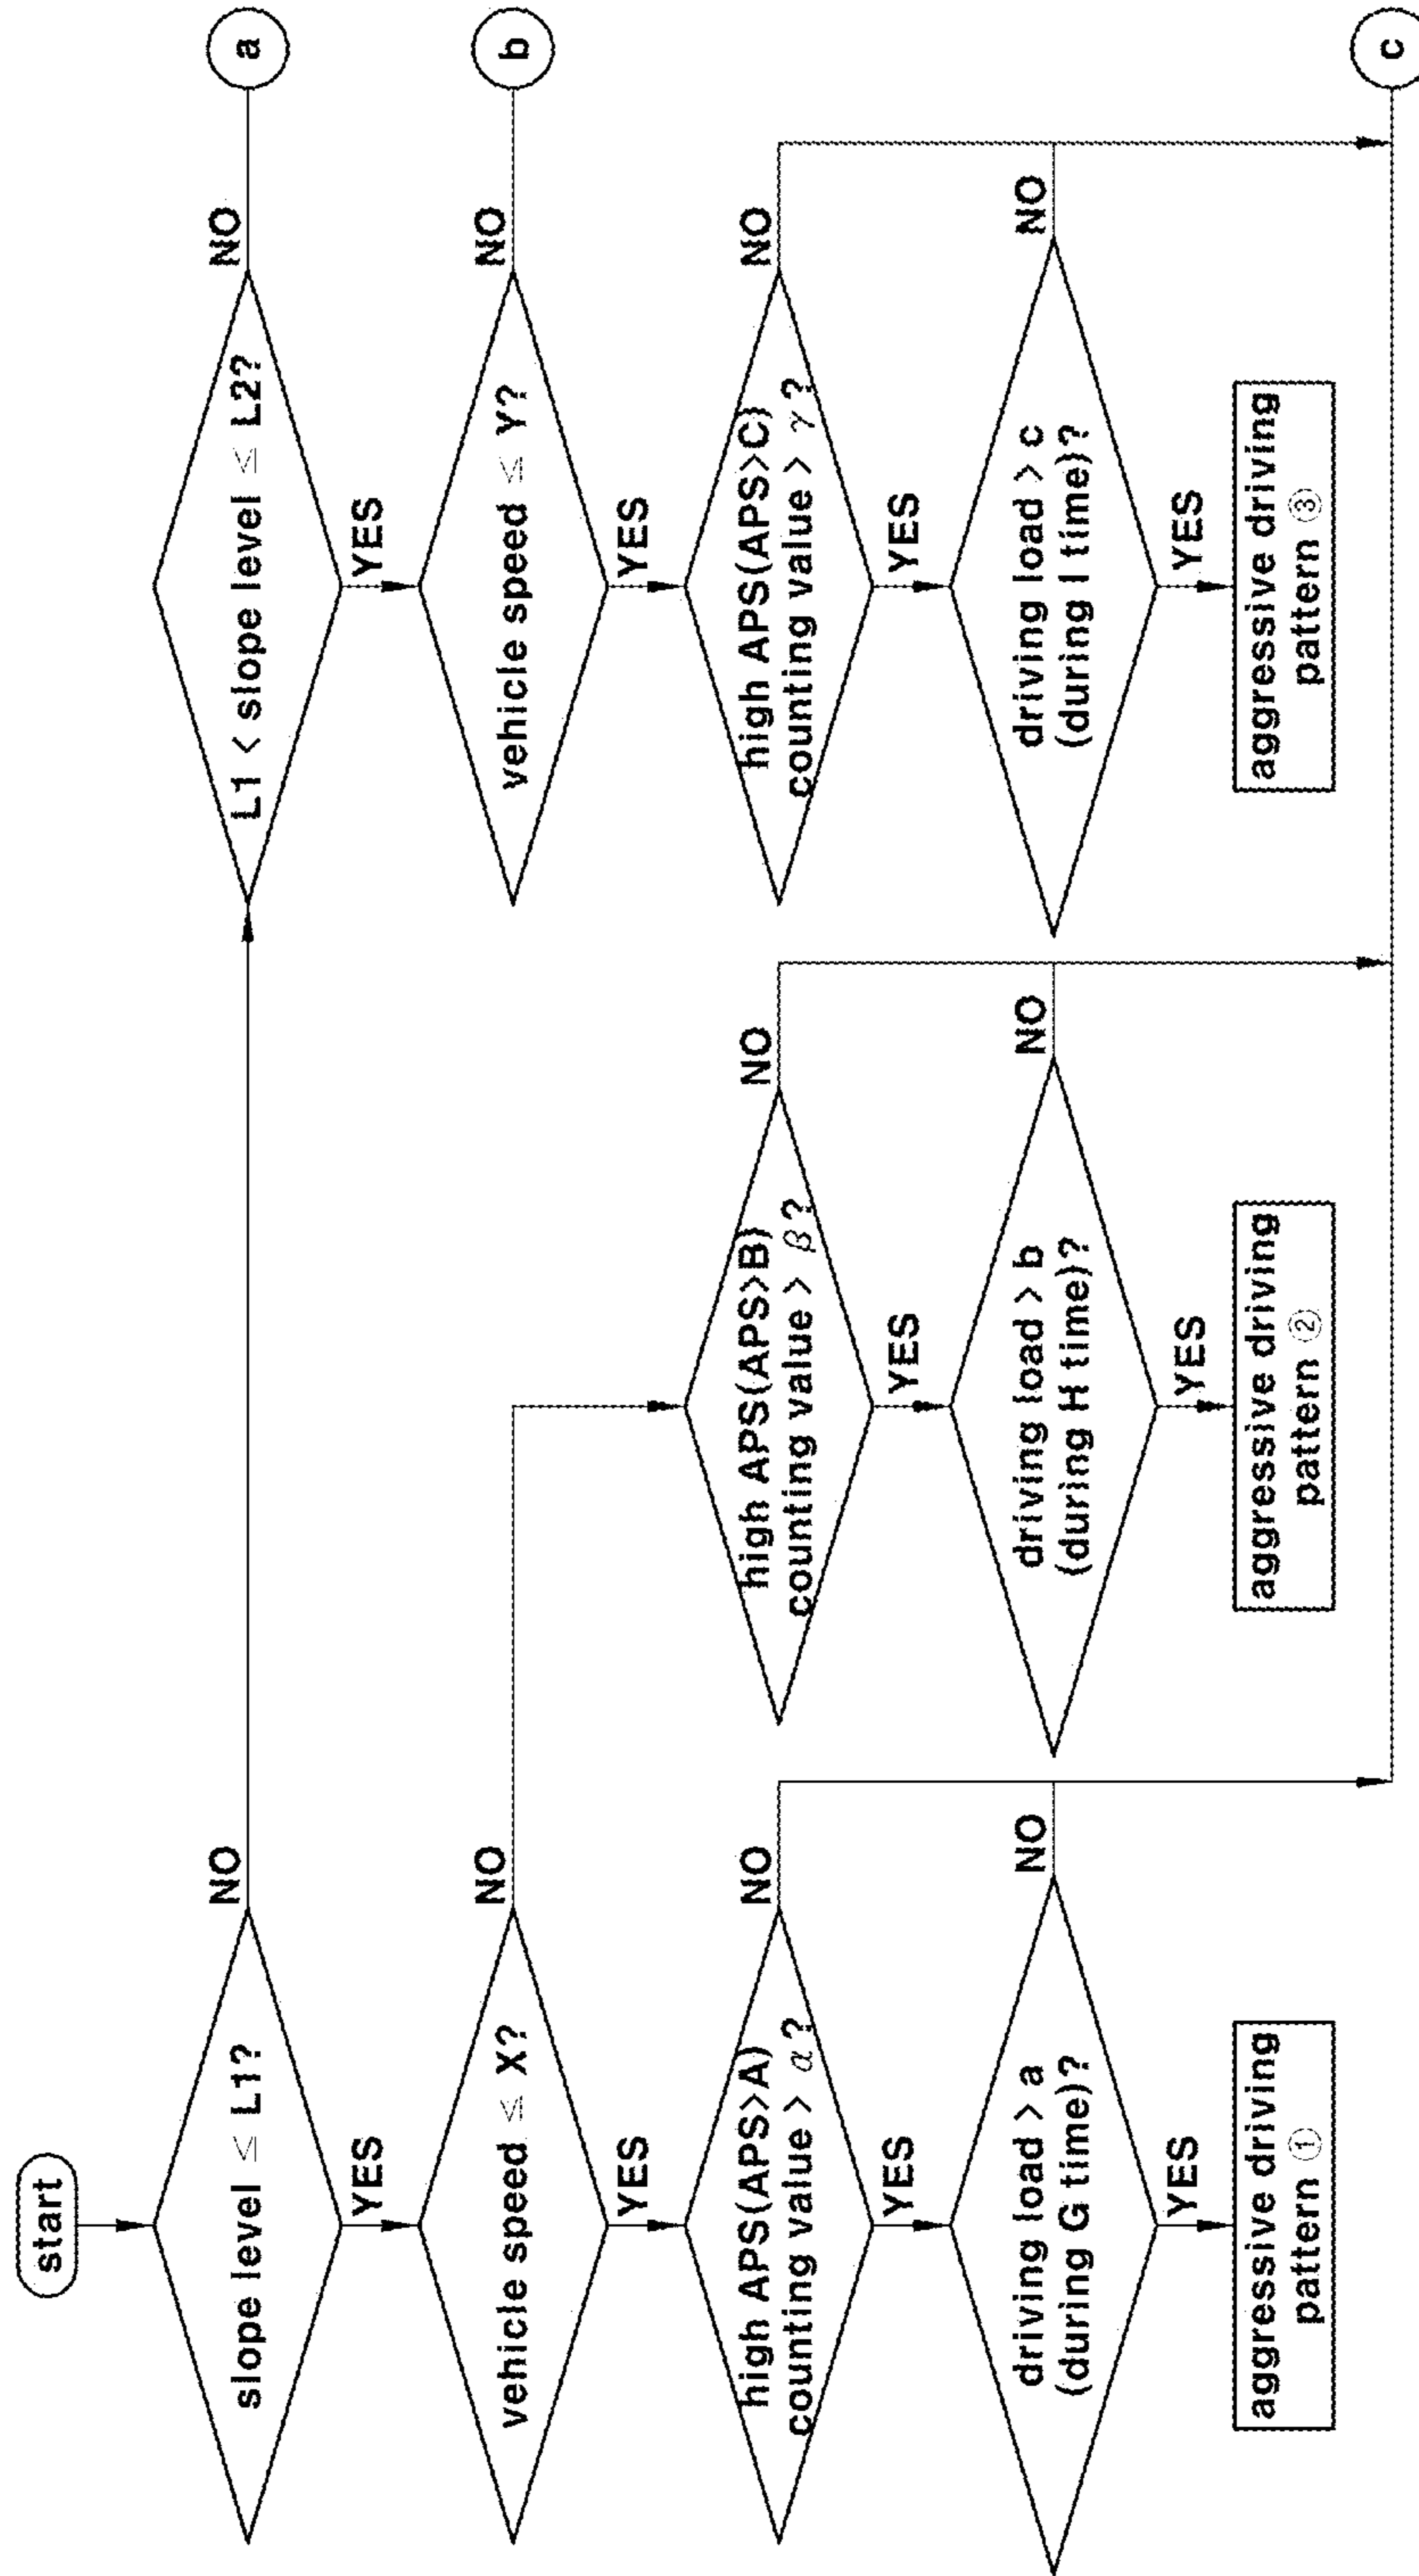 start
slope level ≤ L1?
NO
L1 < slope level ≤ L2?
NO
a
YES
YES
vehicle speed ≤ X?
NO
vehicle speed ≤ Y?
NO
b
YES
YES
high APS(APS>A)
counting value > α?
NO
high APS(APS>B)
counting value > β?
NO
high APS(APS>C)
counting value > γ?
NO
YES
YES
YES
driving load > a
(during G time)?
NO
driving load > b
(during H time)?
NO
driving load > c
(during I time)?
NO
YES
YES
YES
aggressive driving
pattern ①
aggressive driving
pattern ②
aggressive driving
pattern ③
c